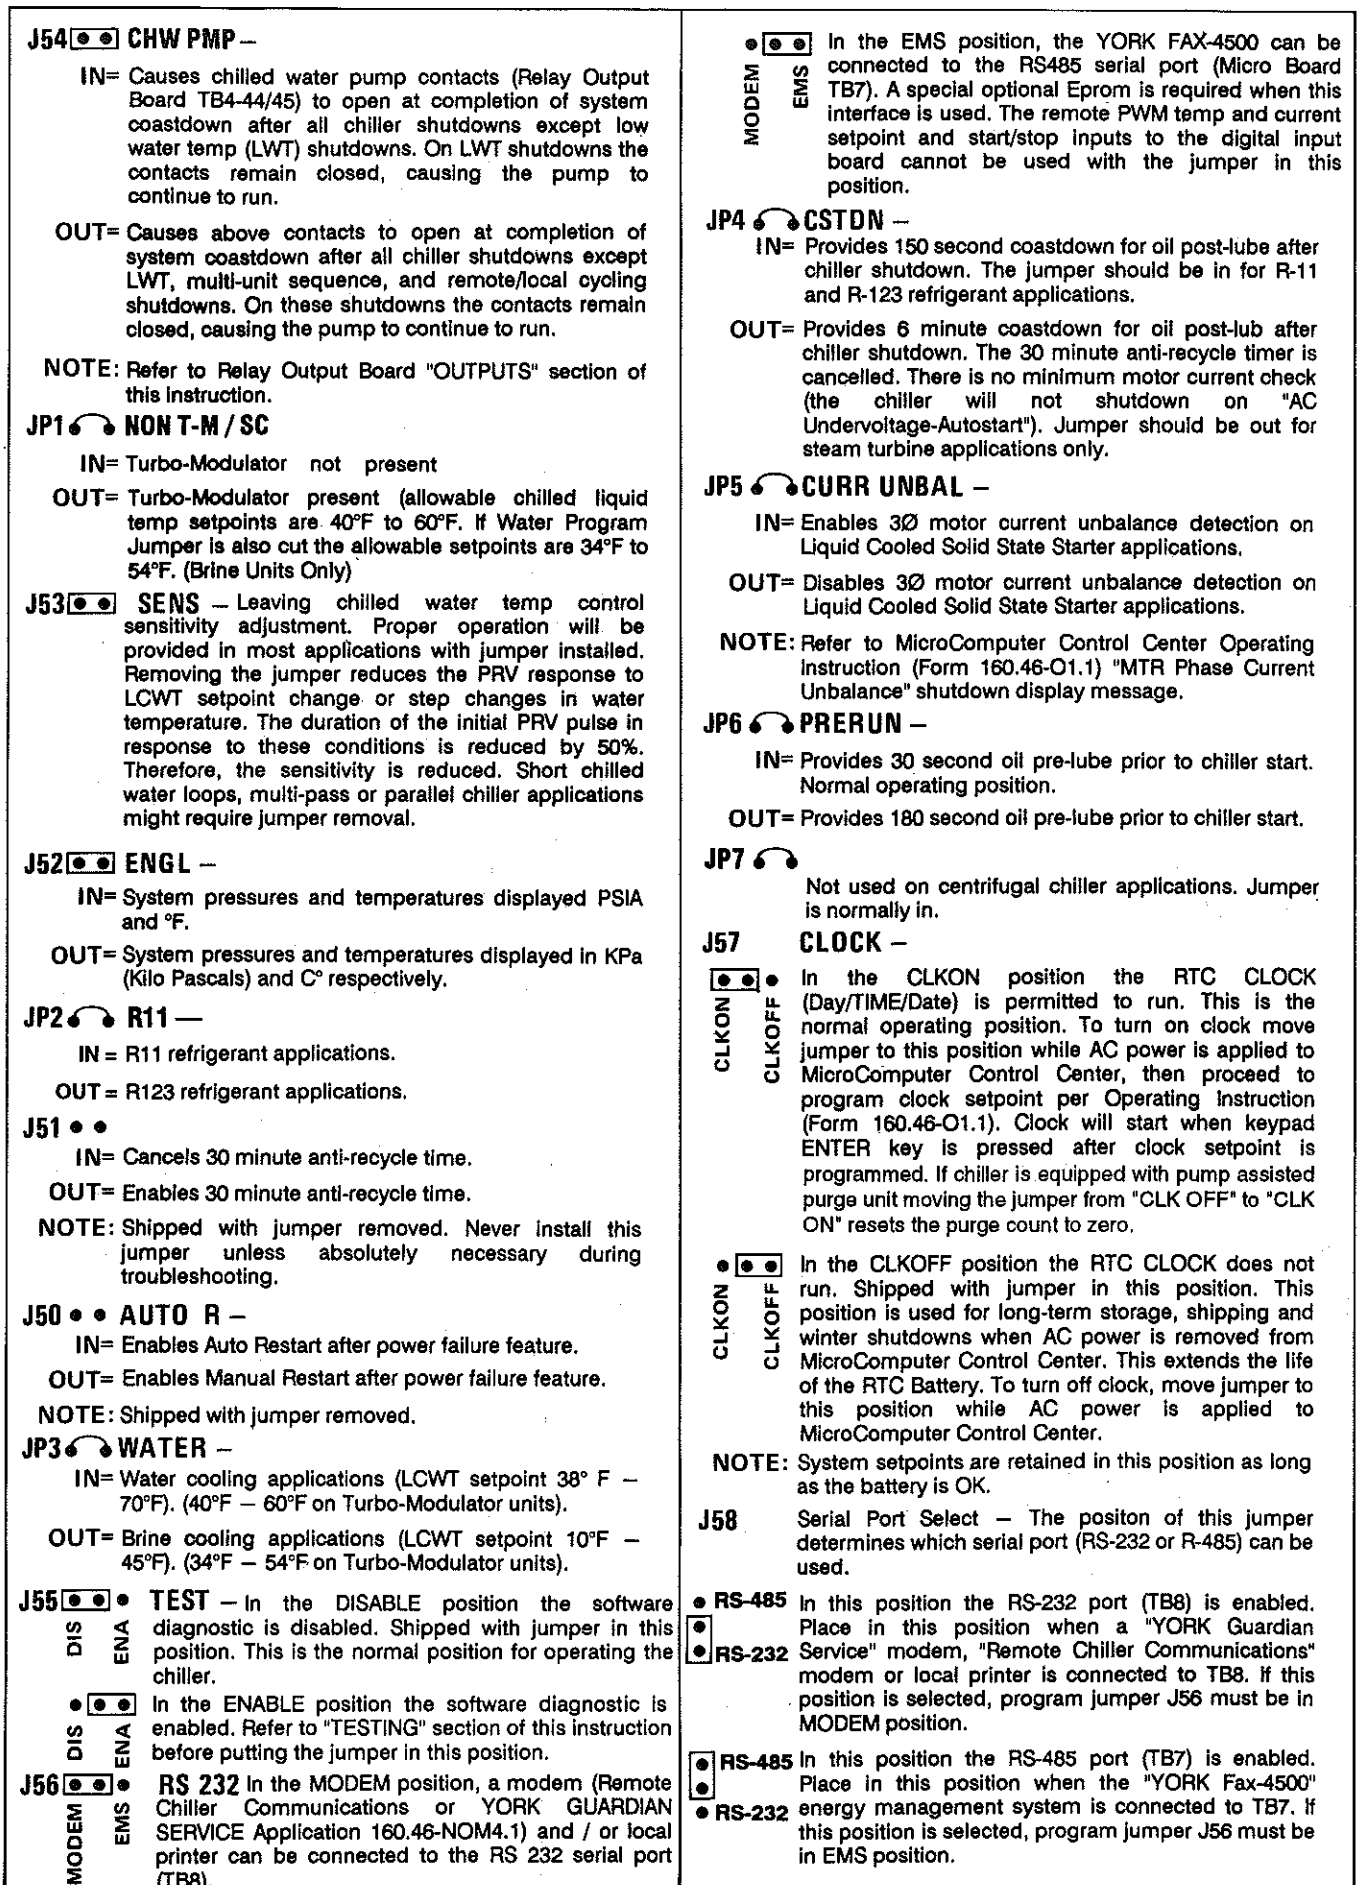 J54 CHW PMP –
IN= Causes chilled water pump contacts (Relay Output
Board TB4-44/45) to open at completion of system
coastdown after all chiller shutdowns except low
water temp (LWT) shutdowns. On LWT shutdowns the
contacts remain closed, causing the pump to
continue to run.
OUT= Causes above contacts to open at completion of
system coastdown after all chiller shutdowns except
LWT, multi-unit sequence, and remote/local cycling
shutdowns. On these shutdowns the contacts remain
closed, causing the pump to continue to run.
NOTE: Refer to Relay Output Board "OUTPUTS" section of
this instruction.
JP1 NON T-M / SC
IN= Turbo-Modulator not present
OUT= Turbo-Modulator present (allowable chilled liquid
temp setpoints are 40°F to 60°F. If Water Program
Jumper is also cut the allowable setpoints are 34°F to
54°F. (Brine Units Only)
J53 SENS – Leaving chilled water temp control
sensitivity adjustment. Proper operation will be
provided in most applications with jumper installed.
Removing the jumper reduces the PRV response to
LCWT setpoint change or step changes in water
temperature. The duration of the initial PRV pulse in
response to these conditions is reduced by 50%.
Therefore, the sensitivity is reduced. Short chilled
water loops, multi-pass or parallel chiller applications
might require jumper removal.
J52 ENGL –
IN= System pressures and temperatures displayed PSIA
and °F.
OUT= System pressures and temperatures displayed in KPa
(Kilo Pascals) and C° respectively.
JP2 R11 —
IN = R11 refrigerant applications.
OUT = R123 refrigerant applications.
J51
IN= Cancels 30 minute anti-recycle time.
OUT= Enables 30 minute anti-recycle time.
NOTE: Shipped with jumper removed. Never install this
jumper unless absolutely necessary during
troubleshooting.
J50 AUTO R –
IN= Enables Auto Restart after power failure feature.
OUT= Enables Manual Restart after power failure feature.
NOTE: Shipped with jumper removed.
JP3 WATER –
IN= Water cooling applications (LCWT setpoint 38° F –
70°F). (40°F – 60°F on Turbo-Modulator units).
OUT= Brine cooling applications (LCWT setpoint 10°F –
45°F). (34°F – 54°F on Turbo-Modulator units).
J55 TEST – In the DISABLE position the software
DIS ENA diagnostic is disabled. Shipped with jumper in this
position. This is the normal position for operating the
chiller.
In the ENABLE position the software diagnostic is
DIS ENA enabled. Refer to "TESTING" section of this instruction
before putting the jumper in this position.
J56 RS 232 In the MODEM position, a modem (Remote
MODEM EMS Chiller Communications or YORK GUARDIAN
SERVICE Application 160.46-NOM4.1) and / or local
printer can be connected to the RS 232 serial port
(TB8).
In the EMS position, the YORK FAX-4500 can be
MODEM EMS connected to the RS485 serial port (Micro Board
TB7). A special optional Eprom is required when this
interface is used. The remote PWM temp and current
setpoint and start/stop inputs to the digital input
board cannot be used with the jumper in this
position.
JP4 CSTDN –
IN= Provides 150 second coastdown for oil post-lube after
chiller shutdown. The jumper should be in for R-11
and R-123 refrigerant applications.
OUT= Provides 6 minute coastdown for oil post-lub after
chiller shutdown. The 30 minute anti-recycle timer is
cancelled. There is no minimum motor current check
(the chiller will not shutdown on "AC
Undervoltage-Autostart"). Jumper should be out for
steam turbine applications only.
JP5 CURR UNBAL –
IN= Enables 3Ø motor current unbalance detection on
Liquid Cooled Solid State Starter applications.
OUT= Disables 3Ø motor current unbalance detection on
Liquid Cooled Solid State Starter applications.
NOTE: Refer to MicroComputer Control Center Operating
Instruction (Form 160.46-O1.1) "MTR Phase Current
Unbalance" shutdown display message.
JP6 PRERUN –
IN= Provides 30 second oil pre-lube prior to chiller start.
Normal operating position.
OUT= Provides 180 second oil pre-lube prior to chiller start.
JP7
Not used on centrifugal chiller applications. Jumper
is normally in.
J57 CLOCK –
In the CLKON position the RTC CLOCK
CLKON CLKOFF (Day/TIME/Date) is permitted to run. This is the
normal operating position. To turn on clock move
jumper to this position while AC power is applied to
MicroComputer Control Center, then proceed to
program clock setpoint per Operating Instruction
(Form 160.46-O1.1). Clock will start when keypad
ENTER key is pressed after clock setpoint is
programmed. If chiller is equipped with pump assisted
purge unit moving the jumper from "CLK OFF" to "CLK
ON" resets the purge count to zero.
In the CLKOFF position the RTC CLOCK does not
CLKON CLKOFF run. Shipped with jumper in this position. This
position is used for long-term storage, shipping and
winter shutdowns when AC power is removed from
MicroComputer Control Center. This extends the life
of the RTC Battery. To turn off clock, move jumper to
this position while AC power is applied to
MicroComputer Control Center.
NOTE: System setpoints are retained in this position as long
as the battery is OK.
J58 Serial Port Select – The positon of this jumper
determines which serial port (RS-232 or R-485) can be
used.
RS-485 In this position the RS-232 port (TB8) is enabled.
Place in this position when a "YORK Guardian
RS-232 Service" modem, "Remote Chiller Communications"
modem or local printer is connected to TB8. If this
position is selected, program jumper J56 must be in
MODEM position.
RS-485 In this position the RS-485 port (TB7) is enabled.
Place in this position when the "YORK Fax-4500"
RS-232 energy management system is connected to TB7. If
this position is selected, program jumper J56 must be
in EMS position.